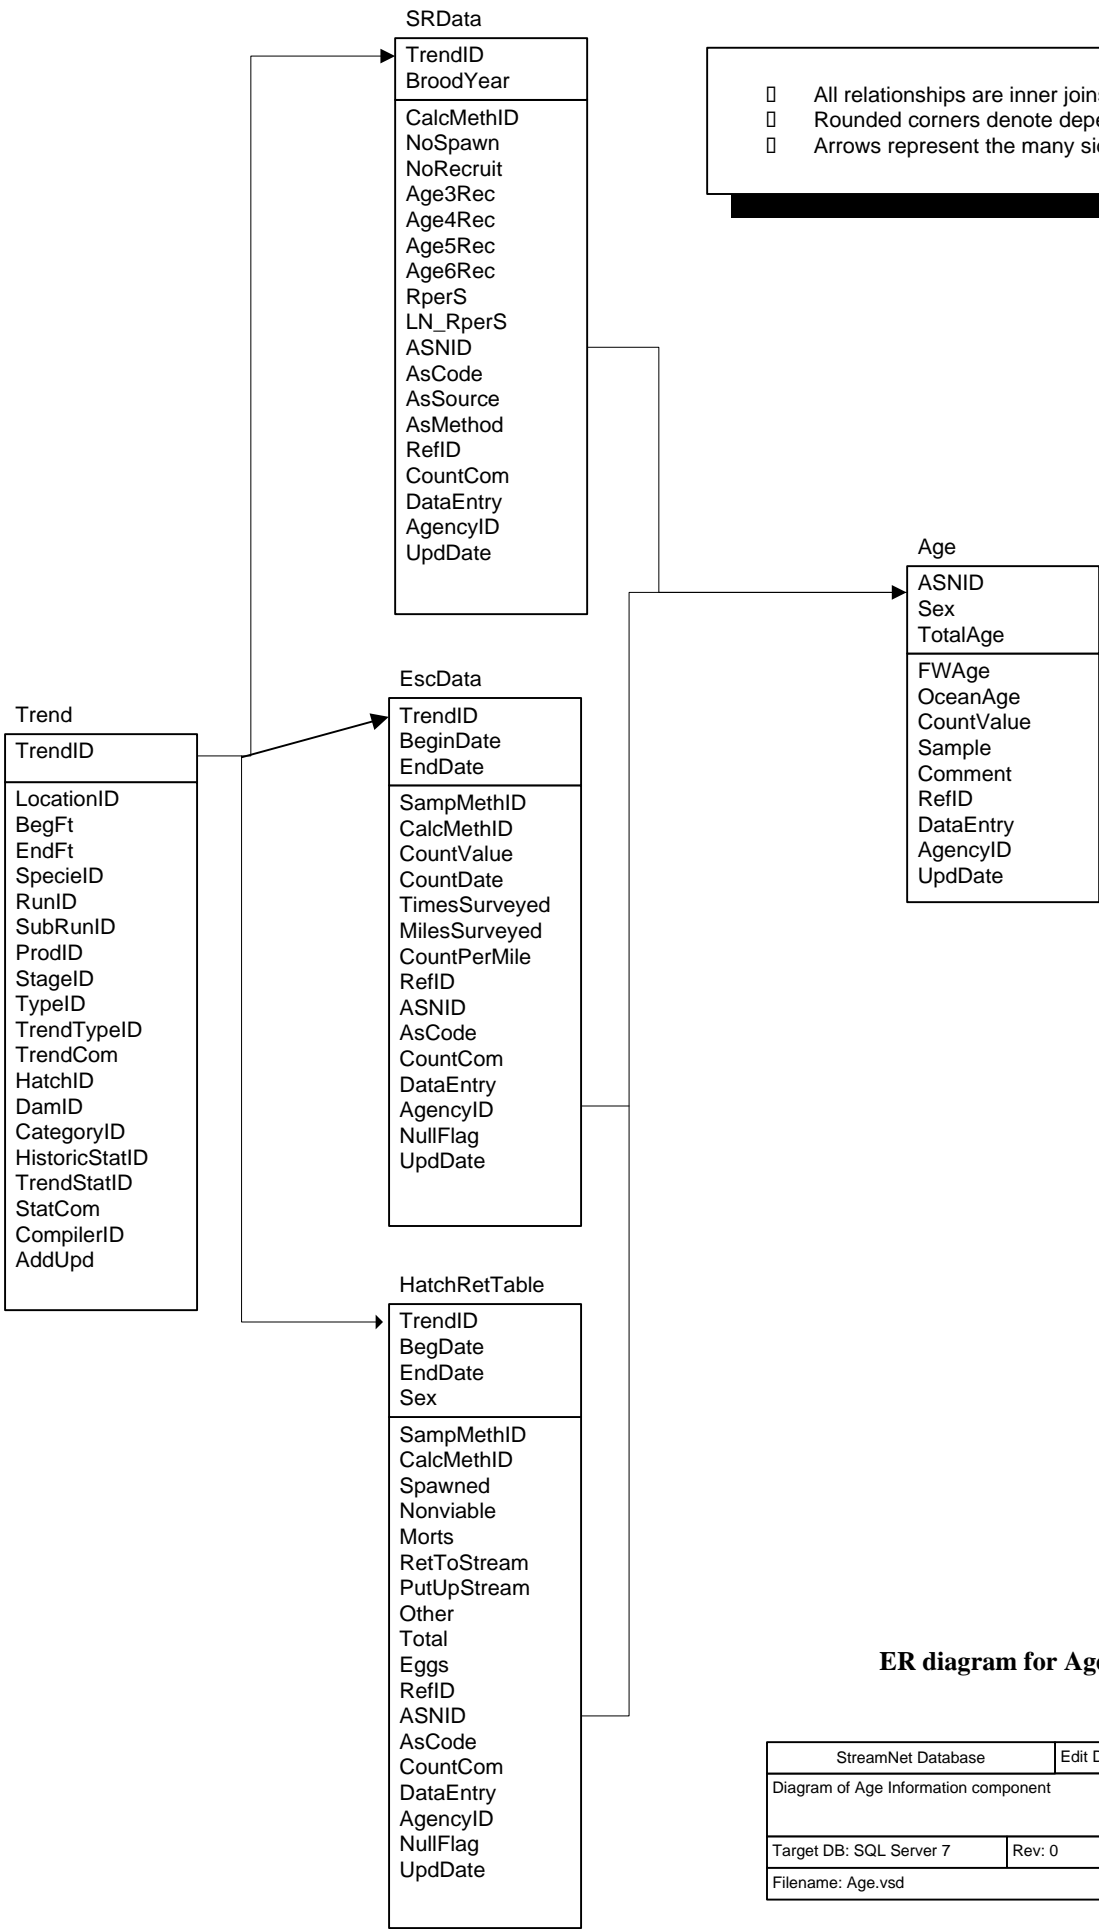 SRData
TrendID
BroodYear
CalcMethID
NoSpawn
NoRecruit
Age3Rec
Age4Rec
Age5Rec
Age6Rec
RperS
LN_RperS
ASNID
AsCode
AsSource
AsMethod
RefID
CountCom
DataEntry
AgencyID
UpdDate
All relationships are inner join
Rounded corners denote dep
Arrows represent the many si
Age
ASNID
Sex
TotalAge
FWAge
OceanAge
CountValue
Sample
Comment
RefID
DataEntry
AgencyID
UpdDate
EscData
TrendID
BeginDate
EndDate
SampMethID
CalcMethID
CountValue
CountDate
TimesSurveyed
MilesSurveyed
CountPerMile
RefID
ASNID
AsCode
CountCom
DataEntry
AgencyID
NullFlag
UpdDate
Trend
TrendID
LocationID
BegFt
EndFt
SpecieID
RunID
SubRunID
ProdID
StageID
TypeID
TrendTypeID
TrendCom
HatchID
DamID
CategoryID
HistoricStatID
TrendStatID
StatCom
CompilerID
AddUpd
HatchRetTable
TrendID
BegDate
EndDate
Sex
SampMethID
CalcMethID
Spawned
Nonviable
Morts
RetToStream
PutUpStream
Other
Total
Eggs
RefID
ASNID
AsCode
CountCom
DataEntry
AgencyID
NullFlag
UpdDate
ER diagram for Ag
StreamNet Database
Edit D
Diagram of Age Information component
Target DB: SQL Server 7
Rev: 0
Filename: Age.vsd